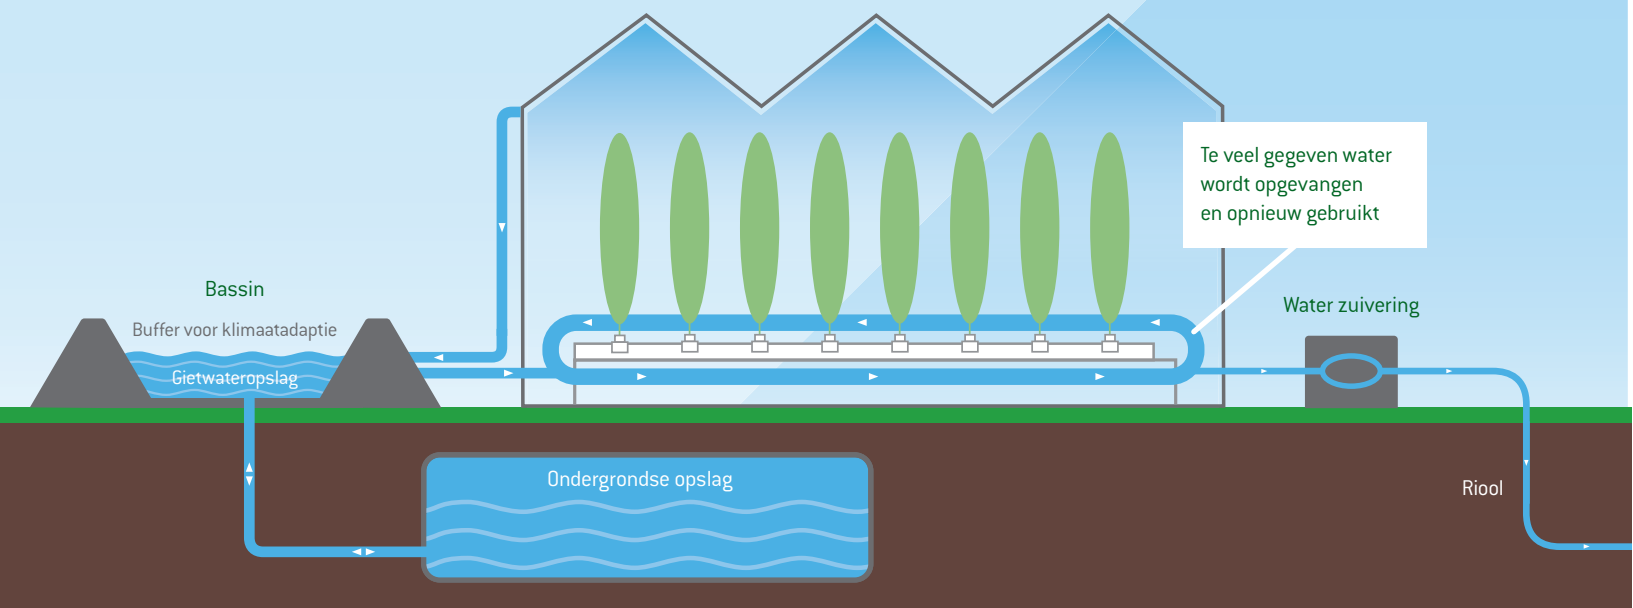 Te veel gegeven water
wordt opgevangen
en opnieuw gebruikt
Bassin
Buffer voor klimaatadaptie
Gietwateropslag
Water zuivering
Ondergrondse opslag
Riool